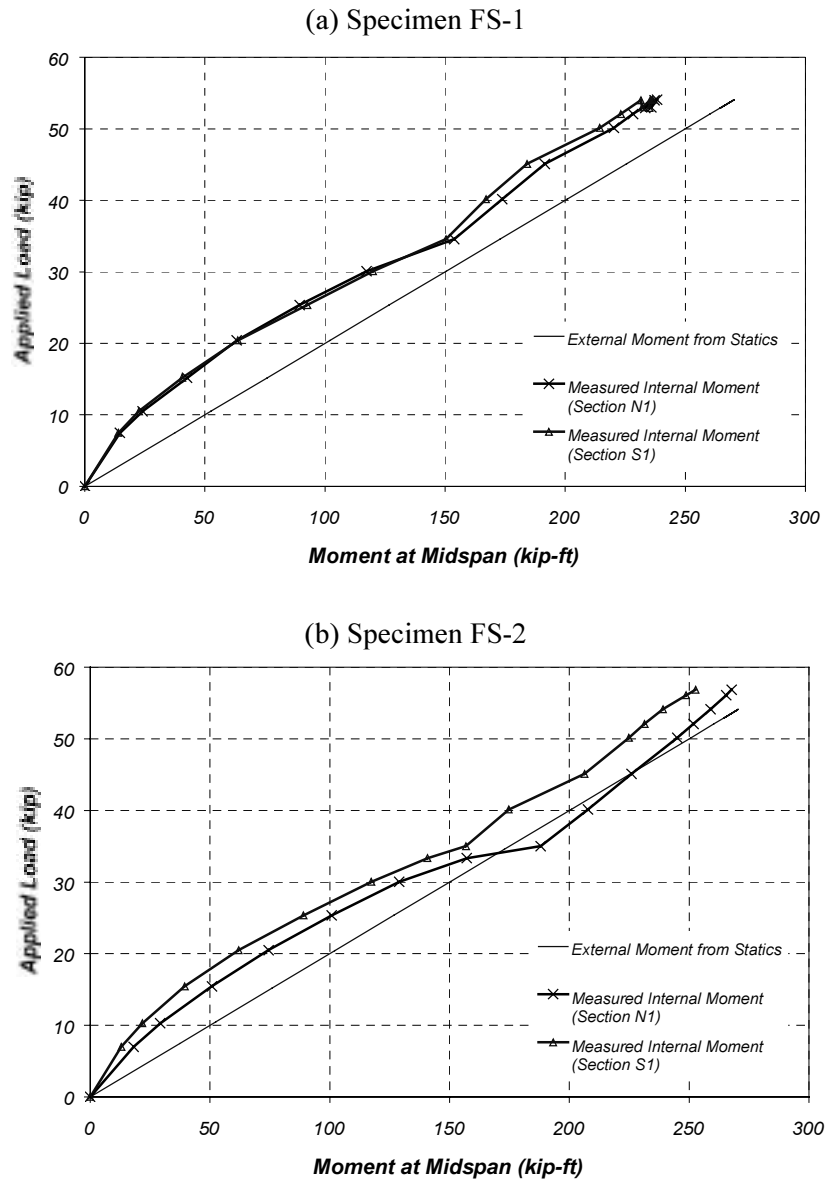 (a) Specimen FS-1
60
50
40
30
20
10
0
Applied Load (kip)
External Moment from Statics
Measured Internal Moment
(Section N1)
Measured Internal Moment
(Section S1)
0 50 100 150 200 250 300
Moment at Midspan (kip-ft)
(b) Specimen FS-2
60
50
40
30
20
10
0
Applied Load (kip)
External Moment from Statics
Measured Internal Moment
(Section N1)
Measured Internal Moment
(Section S1)
0 50 100 150 200 250 300
Moment at Midspan (kip-ft)